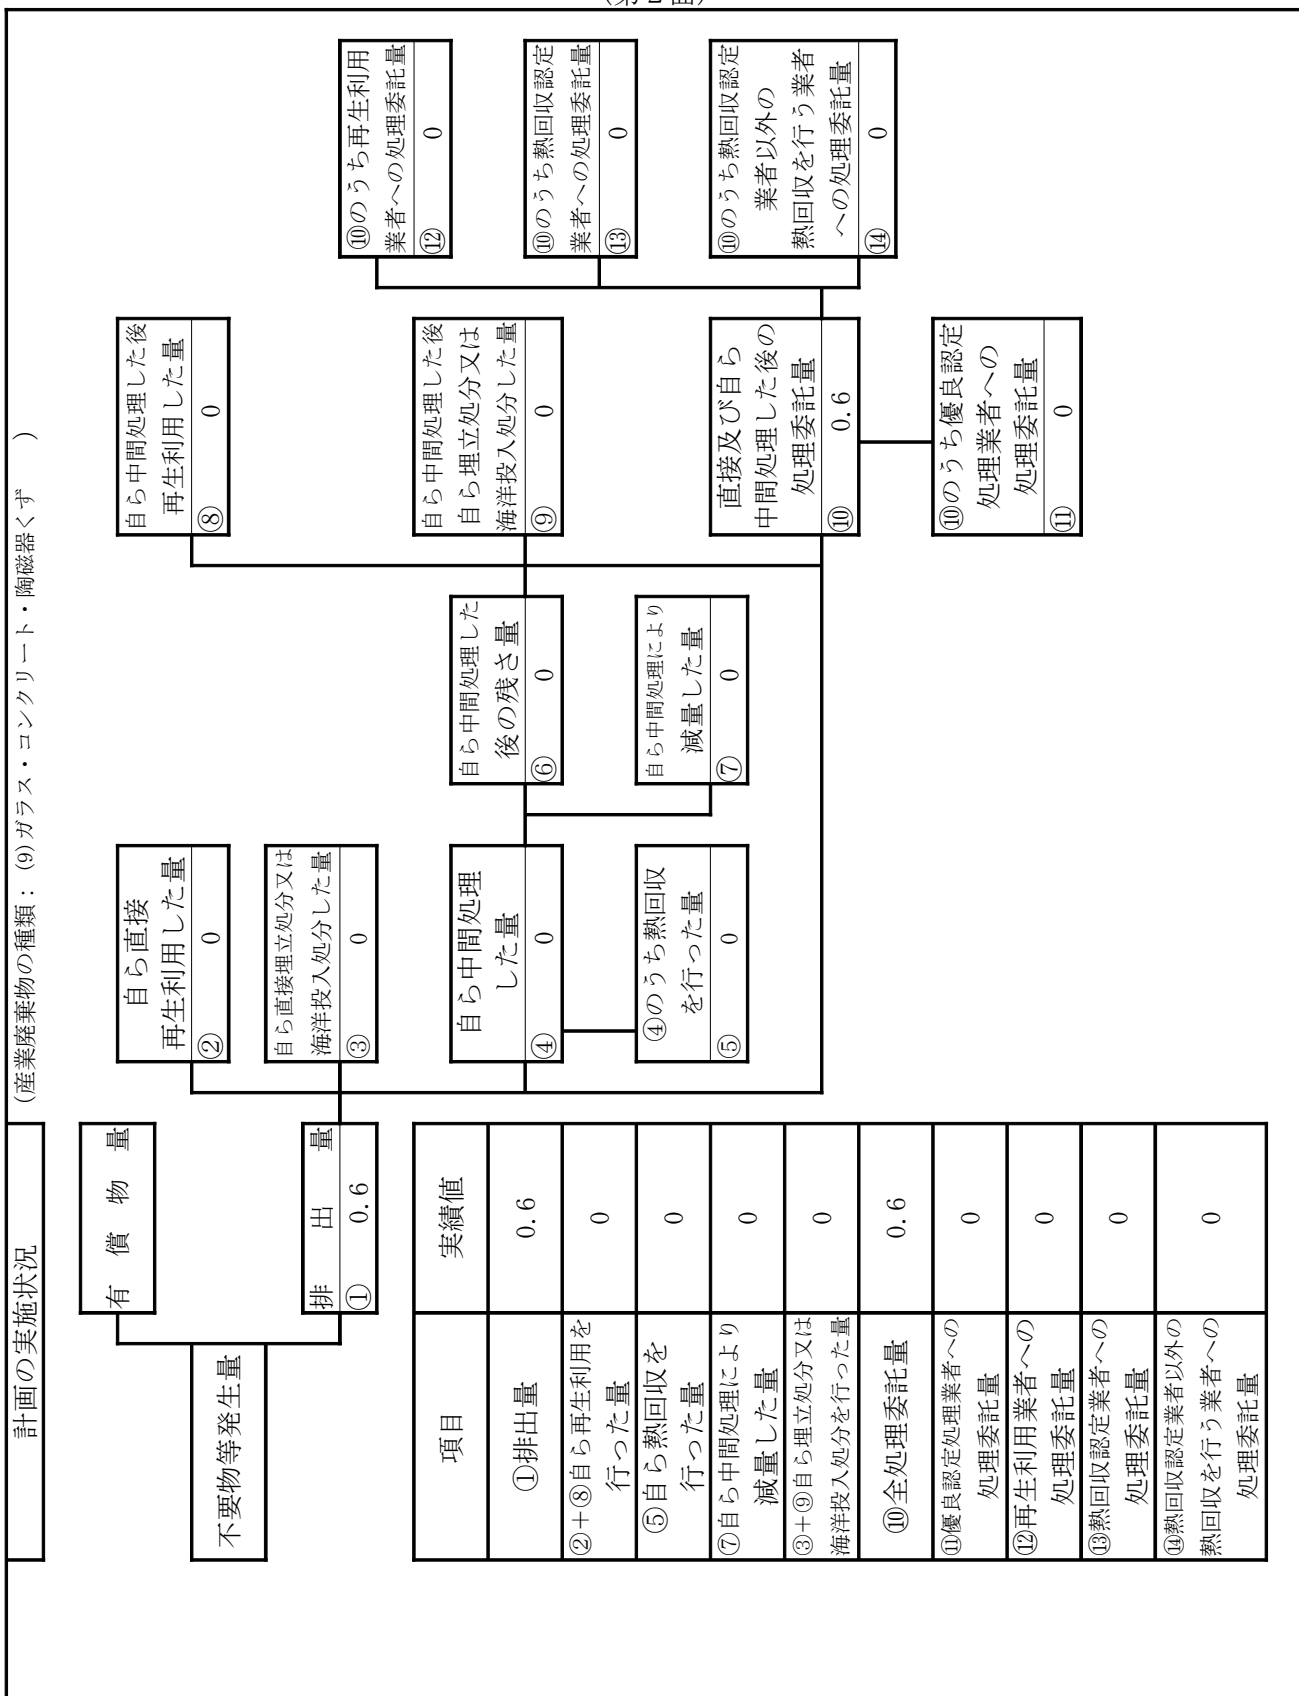 (第２面)
計画の実施状況
(産業廃棄物の種類： (9)ガラス・コンクリート・陶磁器くず )
不要物等発生量
有償物量
排出量
① 0.6
自ら直接
再生利用した量
② 0
自ら直接埋立処分又は
海洋投入処分した量
③ 0
自ら中間処理
した量
④ 0
④のうち熱回収
を行った量
⑤ 0
自ら中間処理した
後の残さ量
⑥ 0
自ら中間処理により
減量した量
⑦ 0
自ら中間処理した後
再生利用した量
⑧ 0
自ら中間処理した後
自ら埋立処分又は
海洋投入処分した量
⑨ 0
直接及び自ら
中間処理した後の
処理委託量
⑩ 0.6
⑩のうち優良認定
処理業者への
処理委託量
⑪ 0
⑩のうち再生利用
業者への処理委託量
⑫ 0
⑩のうち熱回収認定
業者への処理委託量
⑬ 0
⑩のうち熱回収認定
業者以外の
熱回収を行う業者
への処理委託量
⑭ 0
項目 実績値
①排出量 0.6
②＋⑧自ら再生利用を
行った量 0
⑤自ら熱回収を
行った量 0
⑦自ら中間処理により
減量した量 0
③＋⑨自ら埋立処分又は
海洋投入処分を行った量 0
⑩全処理委託量 0.6
⑪優良認定処理業者への
処理委託量 0
⑫再生利用業者への
処理委託量 0
⑬熱回収認定業者への
処理委託量 0
⑭熱回収認定業者以外の
熱回収を行う業者への
処理委託量 0